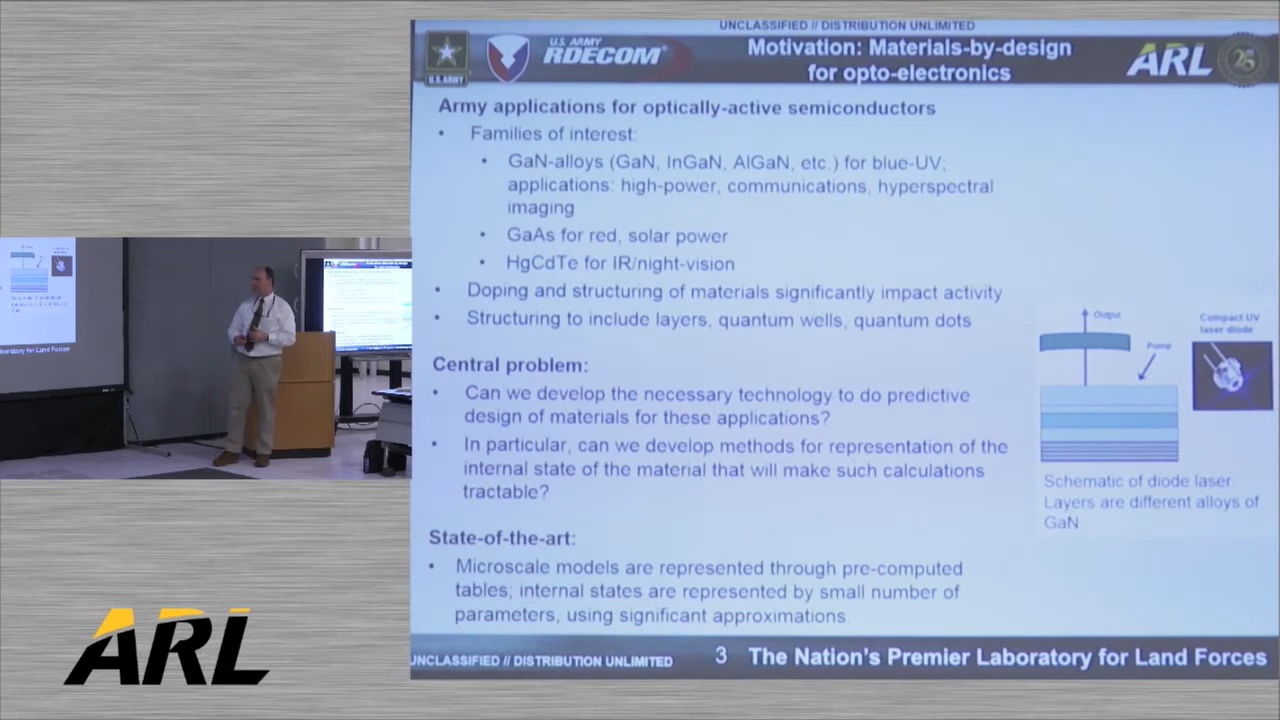 UNCLASSIFIED // DISTRIBUTION UNLIMITED
U.S. ARMY
U.S. ARMY
RDECOM®
Motivation: Materials-by-design
for opto-electronics
ARL
25
Army applications for optically-active semiconductors
• Families of interest:
• GaN-alloys (GaN, InGaN, AlGaN, etc.) for blue-UV;
applications: high-power, communications, hyperspectral
imaging
• GaAs for red, solar power
• HgCdTe for IR/night-vision
• Doping and structuring of materials significantly impact activity
• Structuring to include layers, quantum wells, quantum dots
Output
Pump
Compact UV
laser diode
Central problem:
• Can we develop the necessary technology to do predictive
design of materials for these applications?
• In particular, can we develop methods for representation of the
internal state of the material that will make such calculations
tractable?
Schematic of diode laser.
Layers are different alloys of
GaN
State-of-the-art:
• Microscale models are represented through pre-computed
tables; internal states are represented by small number of
parameters, using significant approximations.
UNCLASSIFIED // DISTRIBUTION UNLIMITED
3
The Nation's Premier Laboratory for Land Forces
boratory for Land Forces
ARL